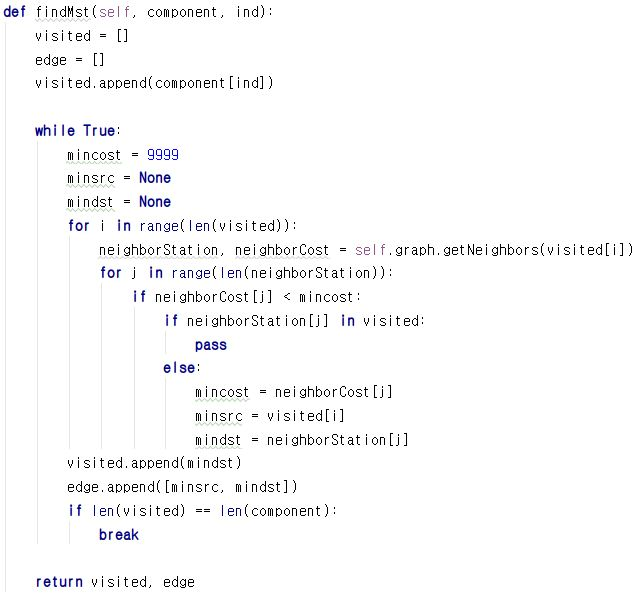 def findMst(self, component, ind):
    visited = []
    edge = []
    visited.append(component[ind])

    while True:
        mincost = 9999
        minsrc = None
        mindst = None
        for i in range(len(visited)):
            neighborStation, neighborCost = self.graph.getNeighbors(visited[i])
            for j in range(len(neighborStation)):
                if neighborCost[j] < mincost:
                    if neighborStation[j] in visited:
                        pass
                    else:
                        mincost = neighborCost[j]
                        minsrc = visited[i]
                        mindst = neighborStation[j]
        visited.append(mindst)
        edge.append([minsrc, mindst])
        if len(visited) == len(component):
            break

    return visited, edge